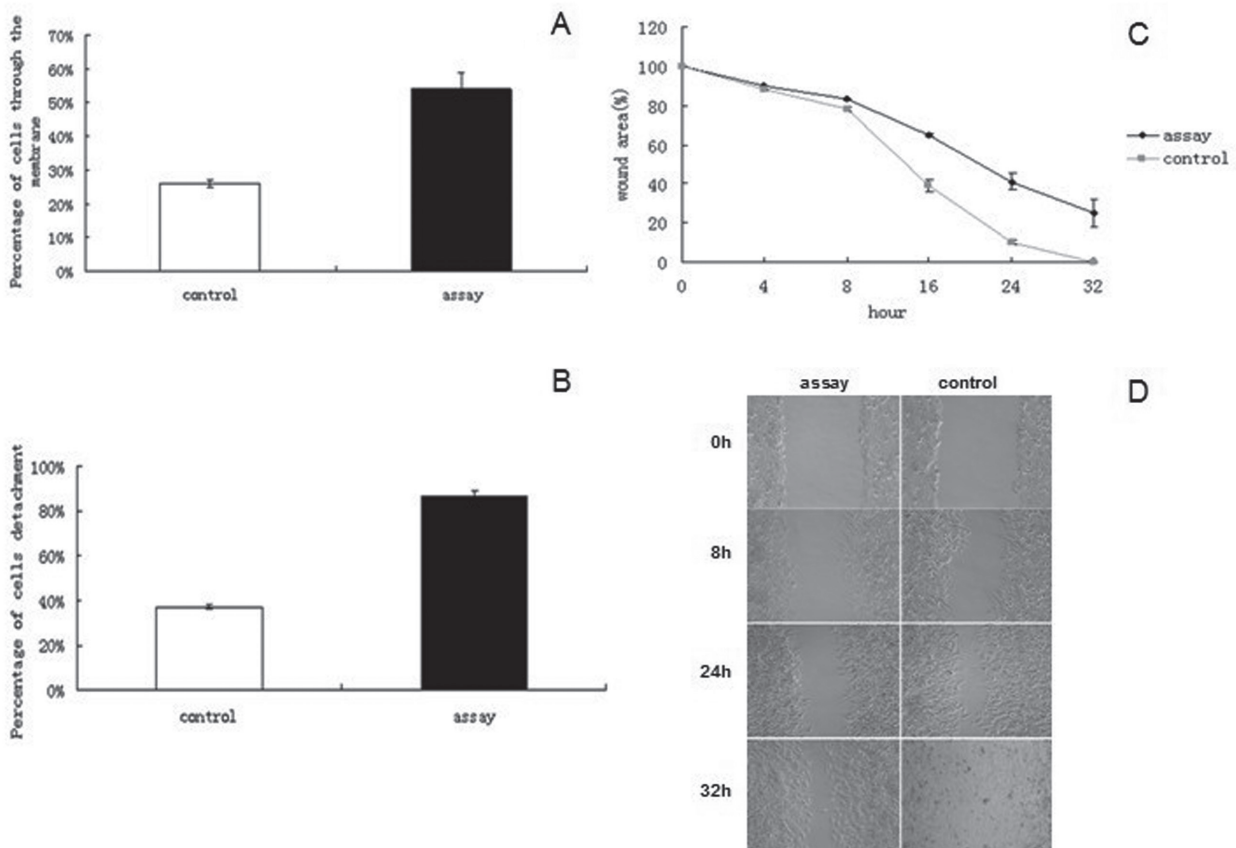 A
Percentage of cells through the
membrane
70%
60%
50%
40%
30%
20%
10%
0%
control
assay
B
Percentage of cells detachment
100%
80%
60%
40%
20%
0%
control
assay
C
wound area(%)
120
100
80
60
40
20
0
0
4
8
16
24
32
hour
assay
control
D
assay
control
0h
8h
24h
32h